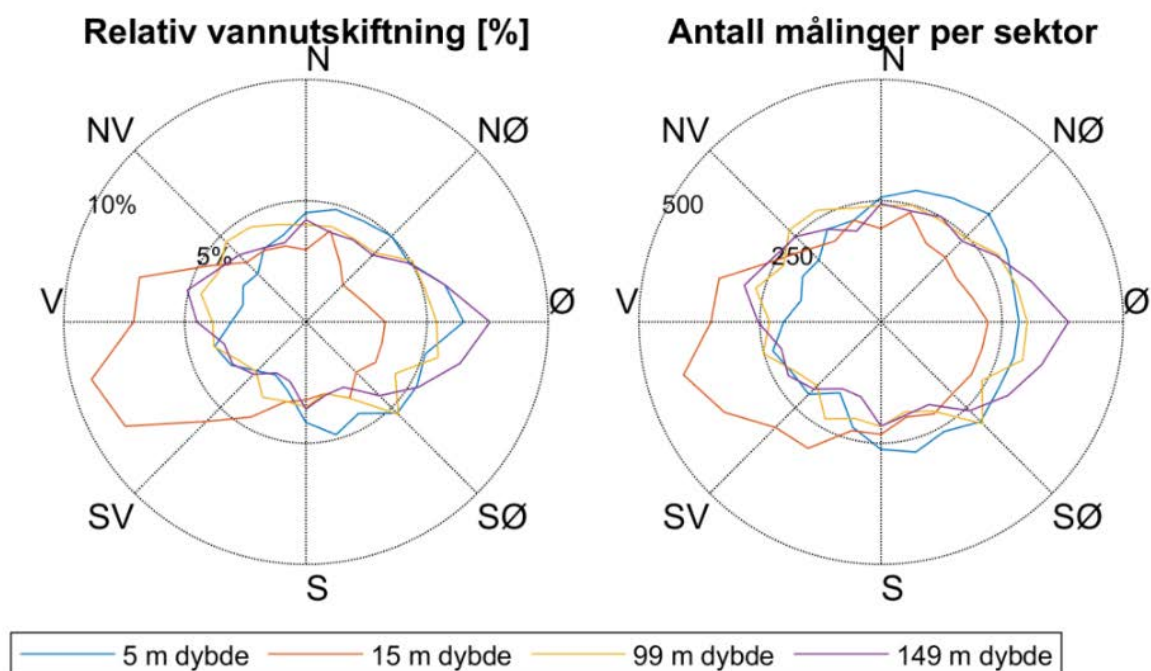 Relativ vannutskiftning [%]
N
NV
NØ
10%
5%
V
Ø
SV
SØ
S
Antall målinger per sektor
N
NV
NØ
500
250
V
Ø
SV
SØ
S
5 m dybde 15 m dybde 99 m dybde 149 m dybde